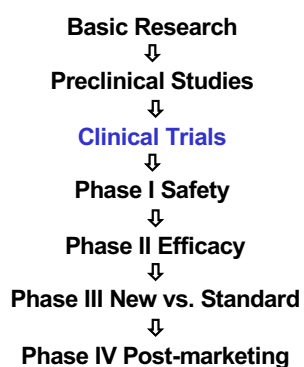 Basic Research
⇩
Preclinical Studies
⇩
Clinical Trials
⇩
Phase I Safety
⇩
Phase II Efficacy
⇩
Phase III New vs. Standard
⇩
Phase IV Post-marketing